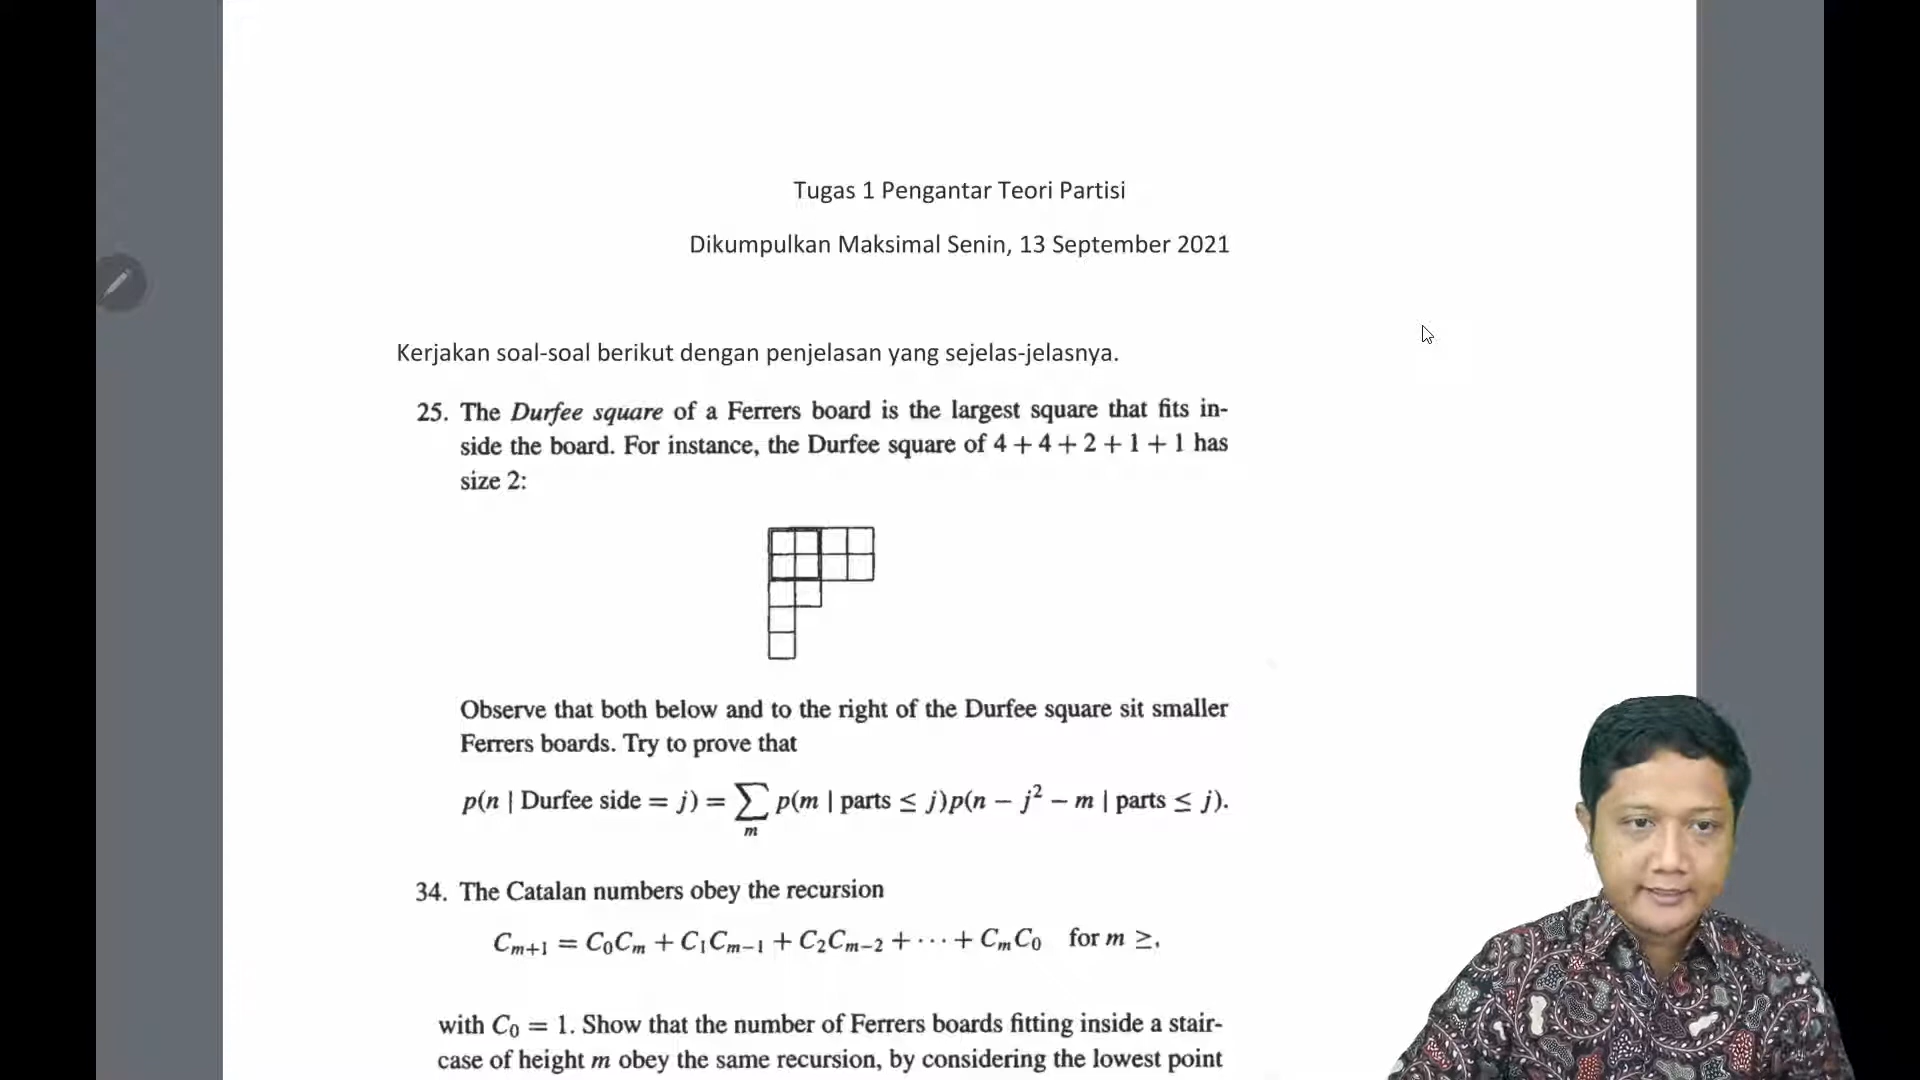 Tugas 1 Pengantar Teori Partisi
Dikumpulkan Maksimal Senin, 13 September 2021
Kerjakan soal-soal berikut dengan penjelasan yang sejelas-jelasnya.
25. The Durfee square of a Ferrers board is the largest square that fits in-
side the board. For instance, the Durfee square of 4 + 4 + 2 + 1 + 1 has
size 2:
Observe that both below and to the right of the Durfee square sit smaller
Ferrers boards. Try to prove that
p(n | Durfee side = j) = ∑ₘ p(m | parts ≤ j)p(n − j² − m | parts ≤ j).
34. The Catalan numbers obey the recursion
Cₘ₊₁ = C₀Cₘ + C₁Cₘ₋₁ + C₂Cₘ₋₂ + ··· + CₘC₀ for m ≥,
with C₀ = 1. Show that the number of Ferrers boards fitting inside a stair-
case of height m obey the same recursion, by considering the lowest point